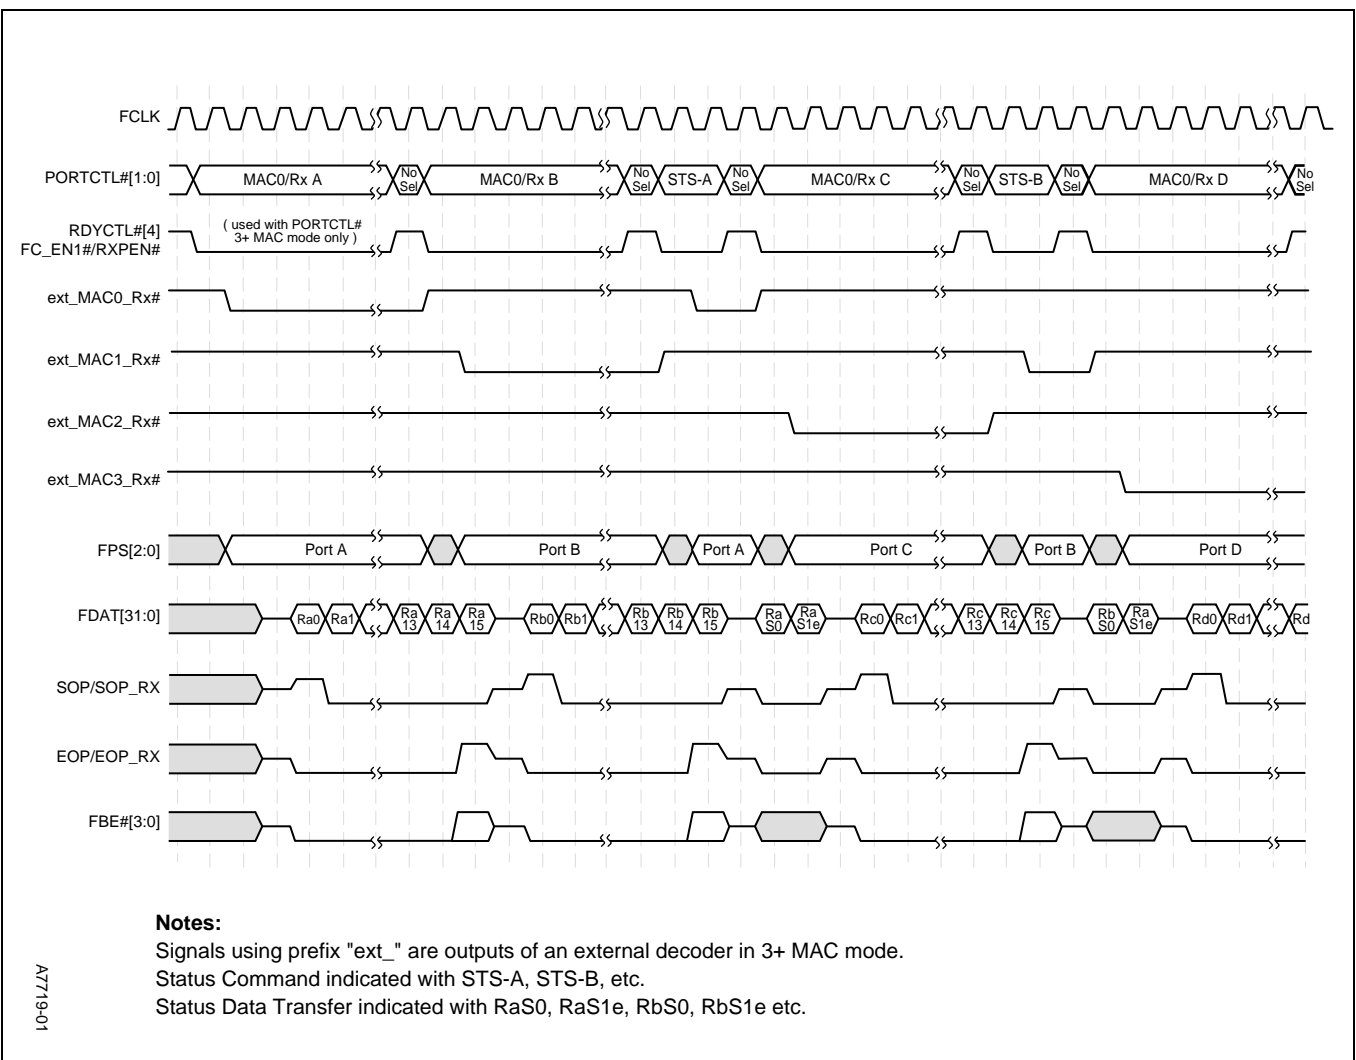 FCLK
PORTCTL#[1:0]
MAC0/Rx A
No
Sel
MAC0/Rx B
No
Sel
STS-A
No
Sel
MAC0/Rx C
No
Sel
STS-B
No
Sel
MAC0/Rx D
No
Sel
RDYCTL#[4]
FC_EN1#/RXPEN#
( used with PORTCTL#
3+ MAC mode only )
ext_MAC0_Rx#
ext_MAC1_Rx#
ext_MAC2_Rx#
ext_MAC3_Rx#
FPS[2:0]
Port A
Port B
Port A
Port C
Port B
Port D
FDAT[31:0]
Ra0
Ra1
Ra
13
Ra
14
Ra
15
Rb0
Rb1
Rb
13
Rb
14
Rb
15
Ra
S0
Ra
S1e
Rc0
Rc1
Rc
13
Rc
14
Rc
15
Rb
S0
Ra
S1e
Rd0
Rd1
Rd
SOP/SOP_RX
EOP/EOP_RX
FBE#[3:0]
Notes:
Signals using prefix "ext_" are outputs of an external decoder in 3+ MAC mode.
Status Command indicated with STS-A, STS-B, etc.
Status Data Transfer indicated with RaS0, RaS1e, RbS0, RbS1e etc.
A7719-01